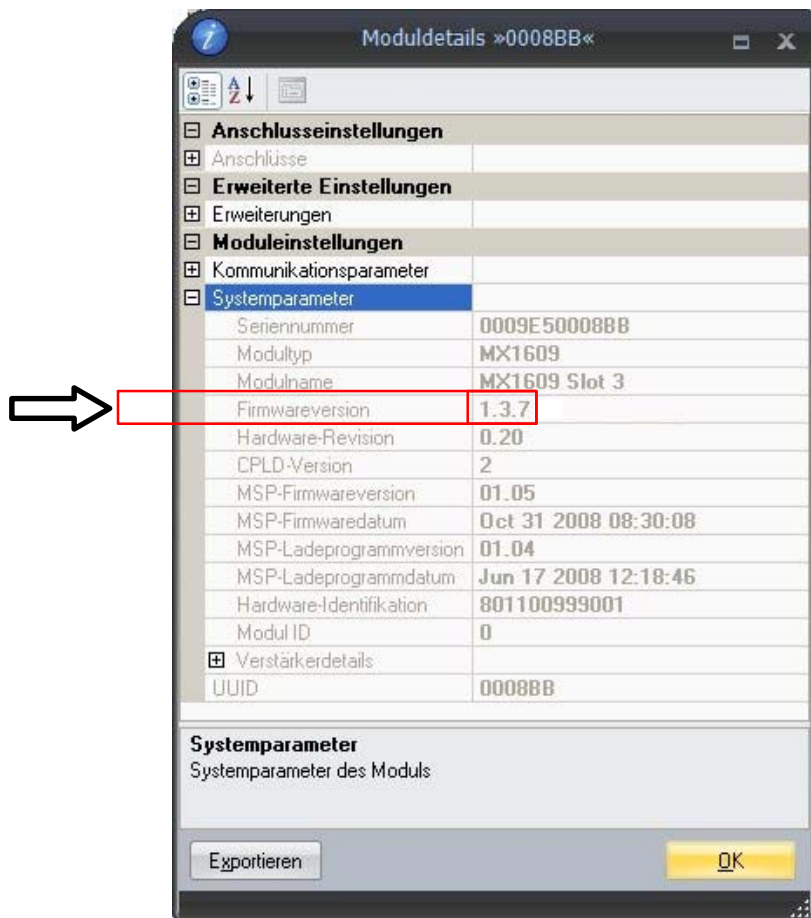 Moduldetails »0008BB«
Anschlusseinstellungen
Anschlüsse
Erweiterte Einstellungen
Erweiterungen
Moduleinstellungen
Kommunikationsparameter
Systemparameter
Seriennummer 0009E50008BB
Modultyp MX1609
Modulname MX1609 Slot 3
Firmwareversion 1.3.7
Hardware-Revision 0.20
CPLD-Version 2
MSP-Firmwareversion 01.05
MSP-Firmwaredatum Oct 31 2008 08:30:08
MSP-Ladeprogrammversion 01.04
MSP-Ladeprogrammdatum Jun 17 2008 12:18:46
Hardware-Identifikation 801100999001
Modul ID 0
Verstärkerdetails
UUID 0008BB
Systemparameter
Systemparameter des Moduls
Exportieren OK